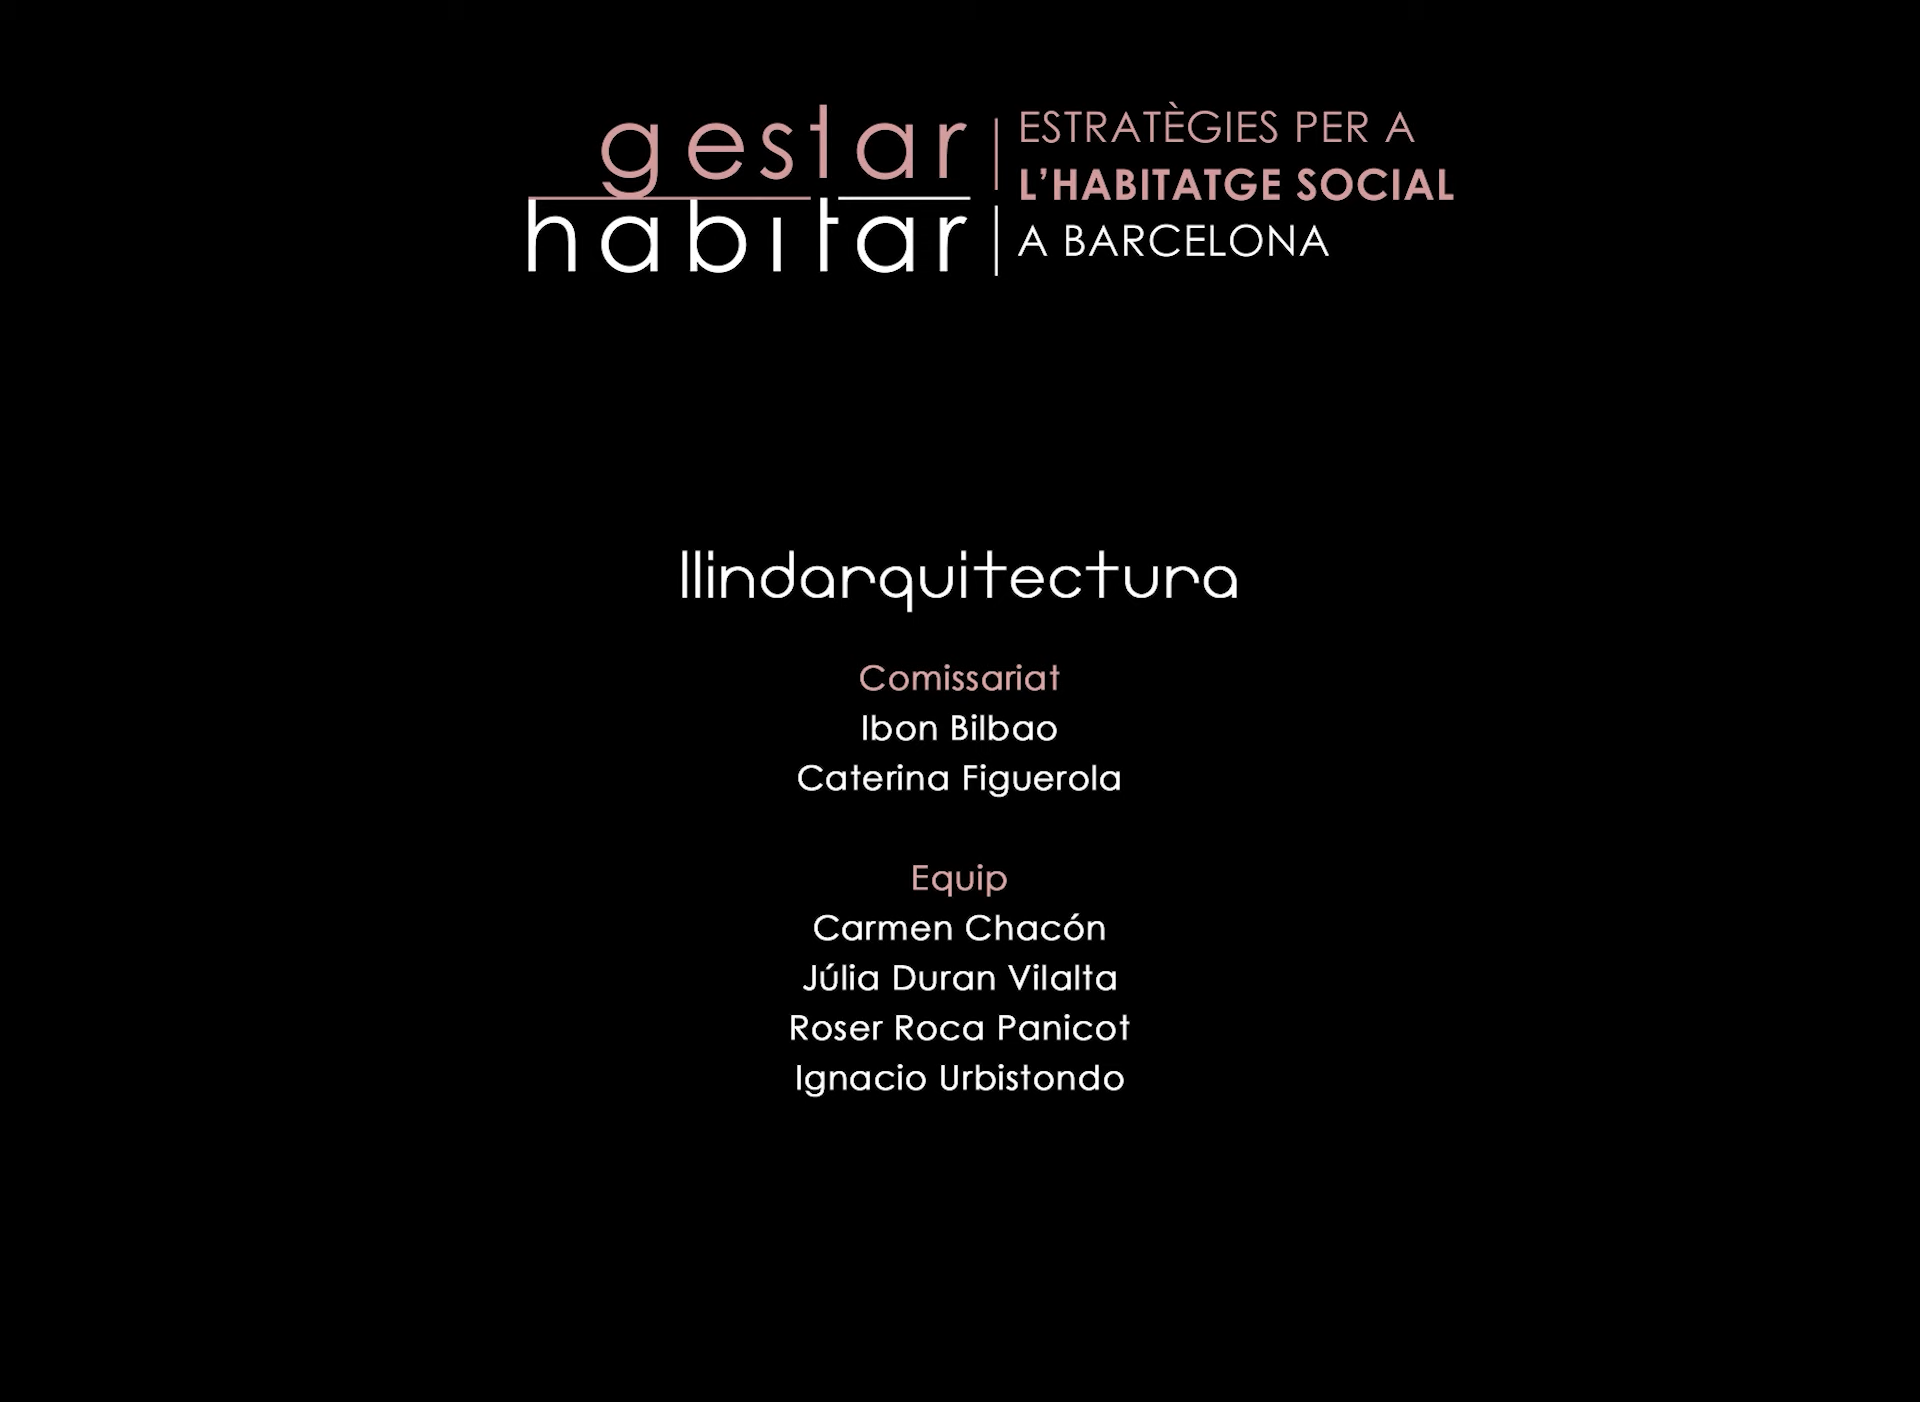 gestar
habitar
ESTRATÈGIES PER A
L'HABITATGE SOCIAL
A BARCELONA
llindarquitectura
Comissariat
Ibon Bilbao
Caterina Figuerola
Equip
Carmen Chacón
Júlia Duran Vilalta
Roser Roca Panicot
Ignacio Urbistondo